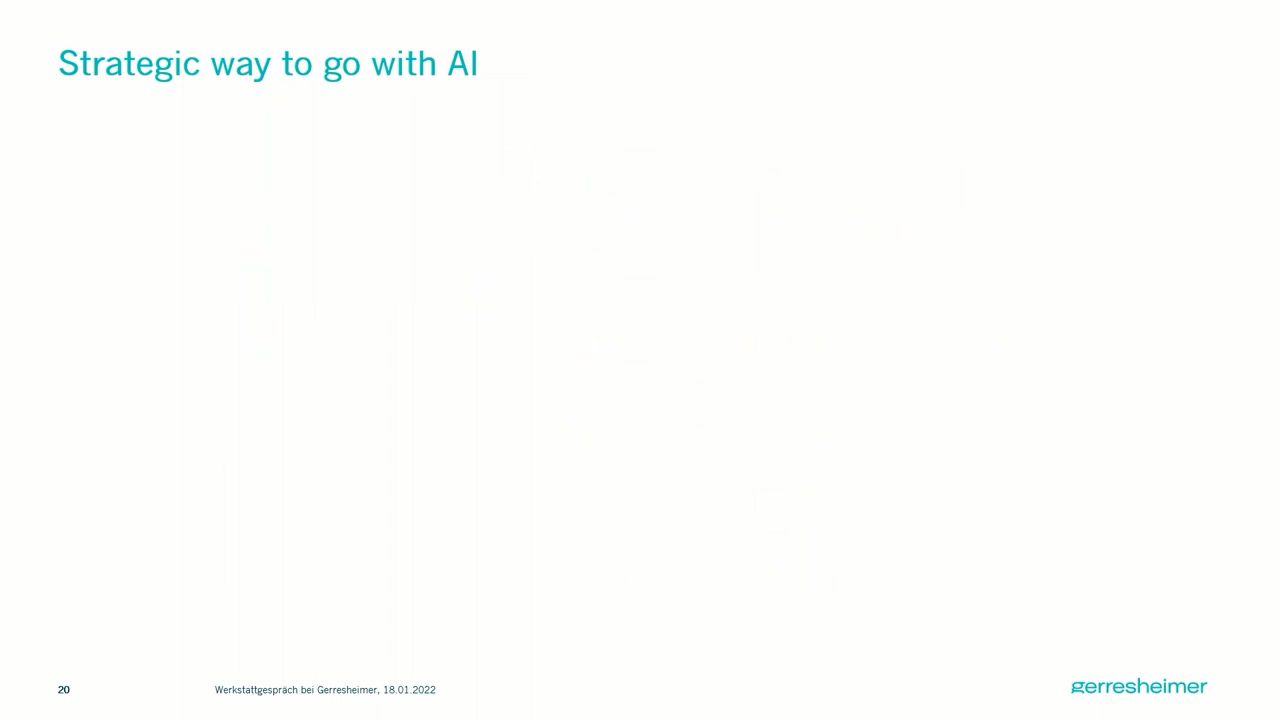 Strategic way to go with AI
20
Werkstattgespräch bei Gerresheimer, 18.01.2022
gerresheimer